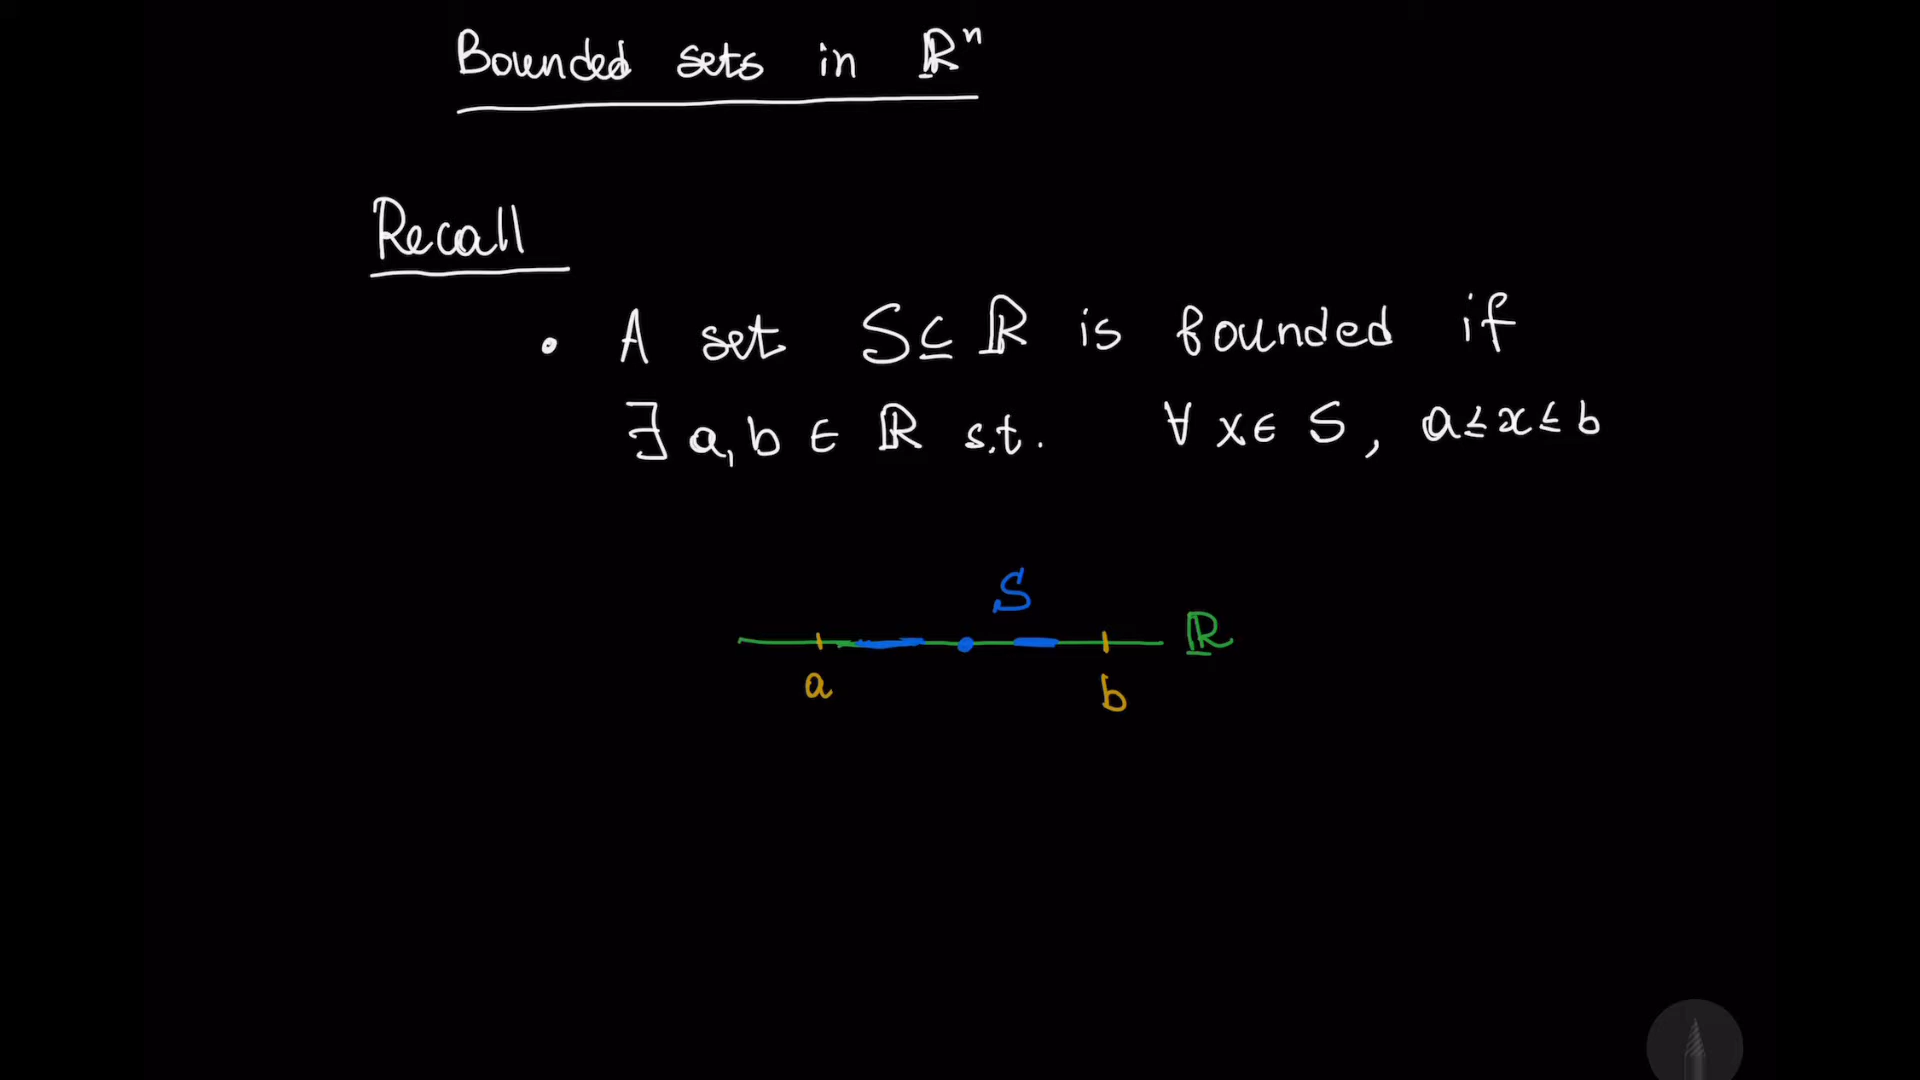 Bounded sets in ℝⁿ
Recall
• A set S ⊆ ℝ is bounded if
∃ a, b ∈ ℝ s.t. ∀ x ∈ S, a ≤ x ≤ b
S
ℝ
a b